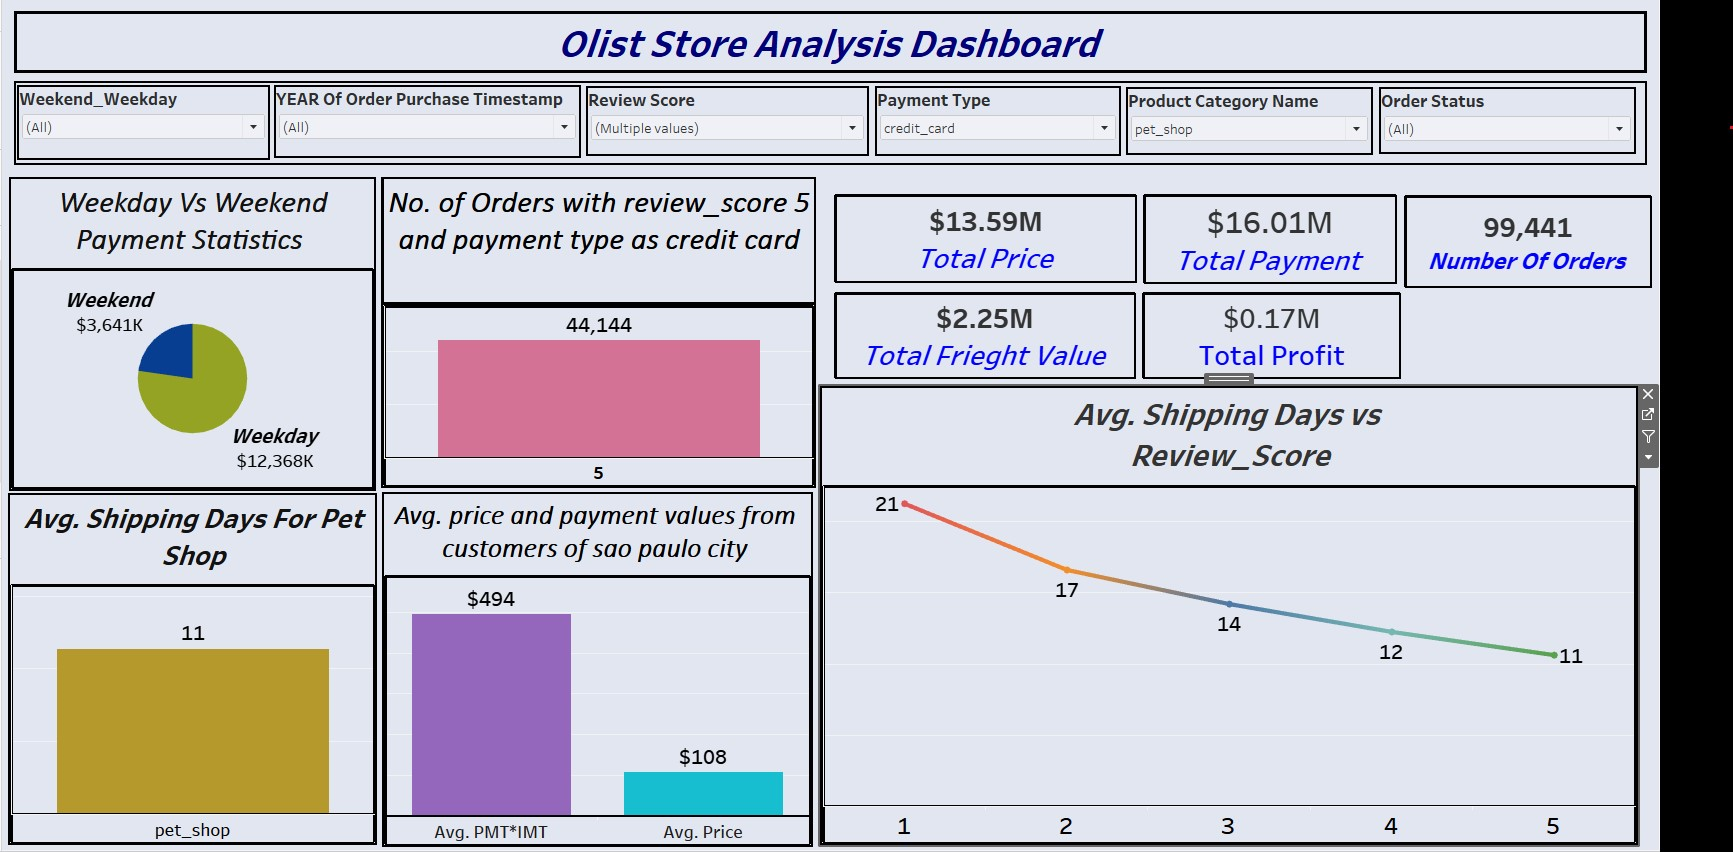 Olist Store Analysis Dashboard
Weekend_Weekday
(All)
YEAR Of Order Purchase Timestamp
(All)
Review Score
(Multiple values)
Payment Type
credit_card
Product Category Name
pet_shop
Order Status
(All)
Weekday Vs Weekend
Payment Statistics
Weekend
$3,641K
Weekday
$12,368K
No. of Orders with review_score 5
and payment type as credit card
44,144
5
$13.59M
Total Price
$16.01M
Total Payment
99,441
Number Of Orders
$2.25M
Total Frieght Value
$0.17M
Total Profit
Avg. Shipping Days For Pet
Shop
11
pet_shop
Avg. price and payment values from
customers of sao paulo city
$494
$108
Avg. PMT*IMT
Avg. Price
Avg. Shipping Days vs
Review_Score
21
17
14
12
11
1
2
3
4
5